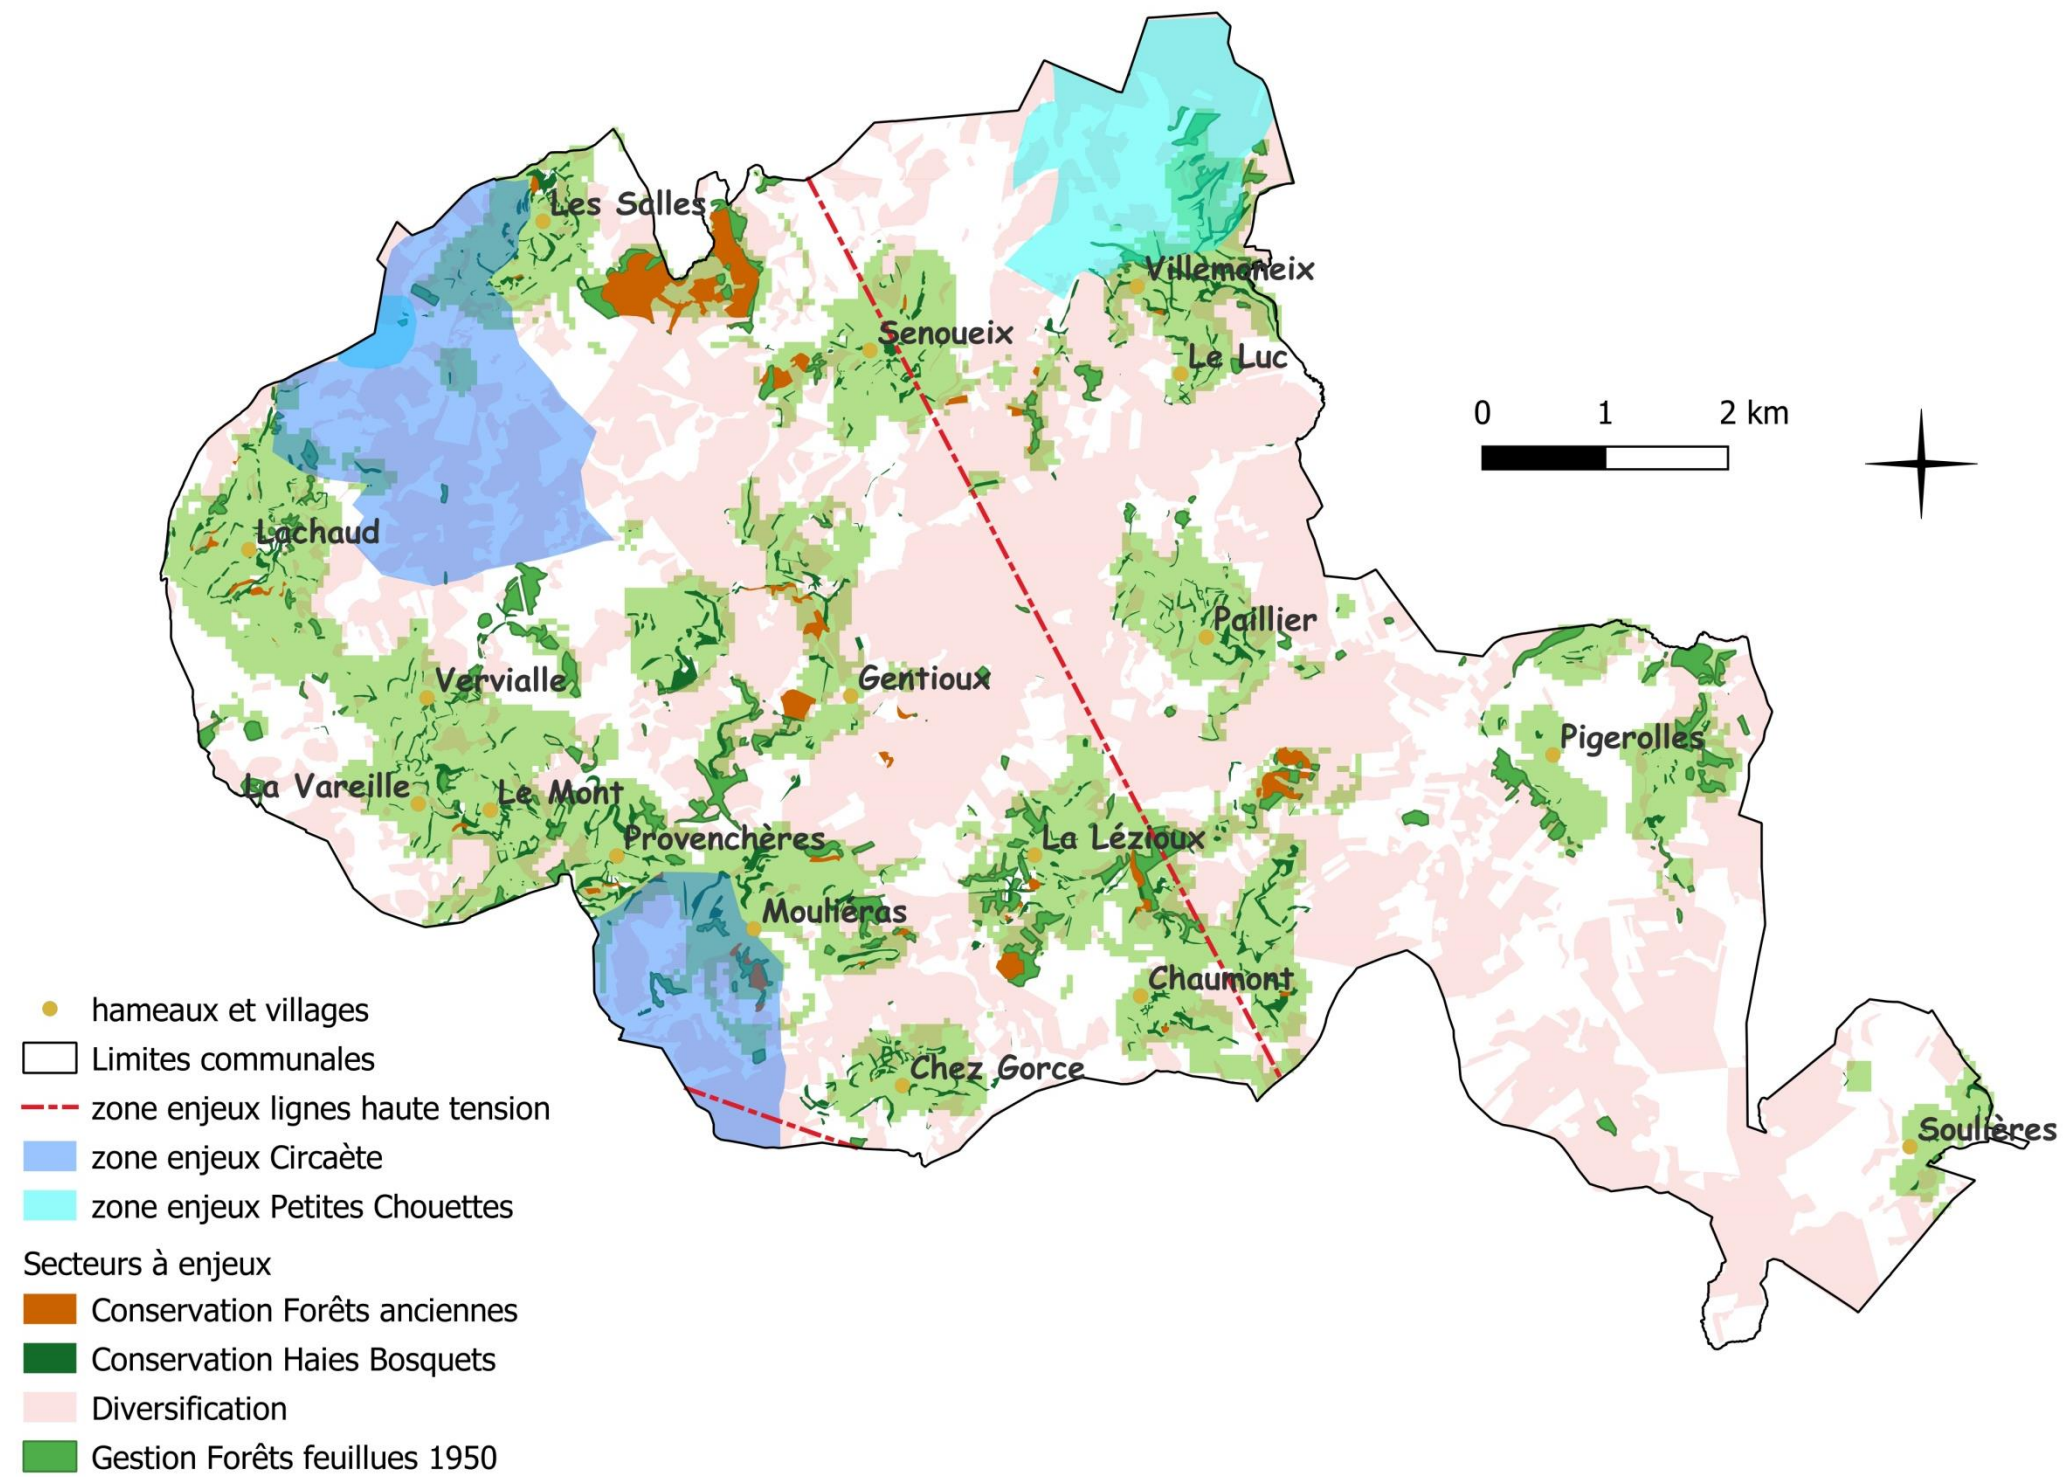 Les Salles
Villemoneix
Senoueix
Le Luc
0 1 2 km
Lachaud
Paillier
Vervialle
Gentioux
Pigerolles
La Vareille
Le Mont
Provenchères
La Lézioux
Mouliéras
Chaumont
Chez Gorce
Soulières
hameaux et villages
Limites communales
zone enjeux lignes haute tension
zone enjeux Circaète
zone enjeux Petites Chouettes
Secteurs à enjeux
Conservation Forêts anciennes
Conservation Haies Bosquets
Diversification
Gestion Forêts feuillues 1950